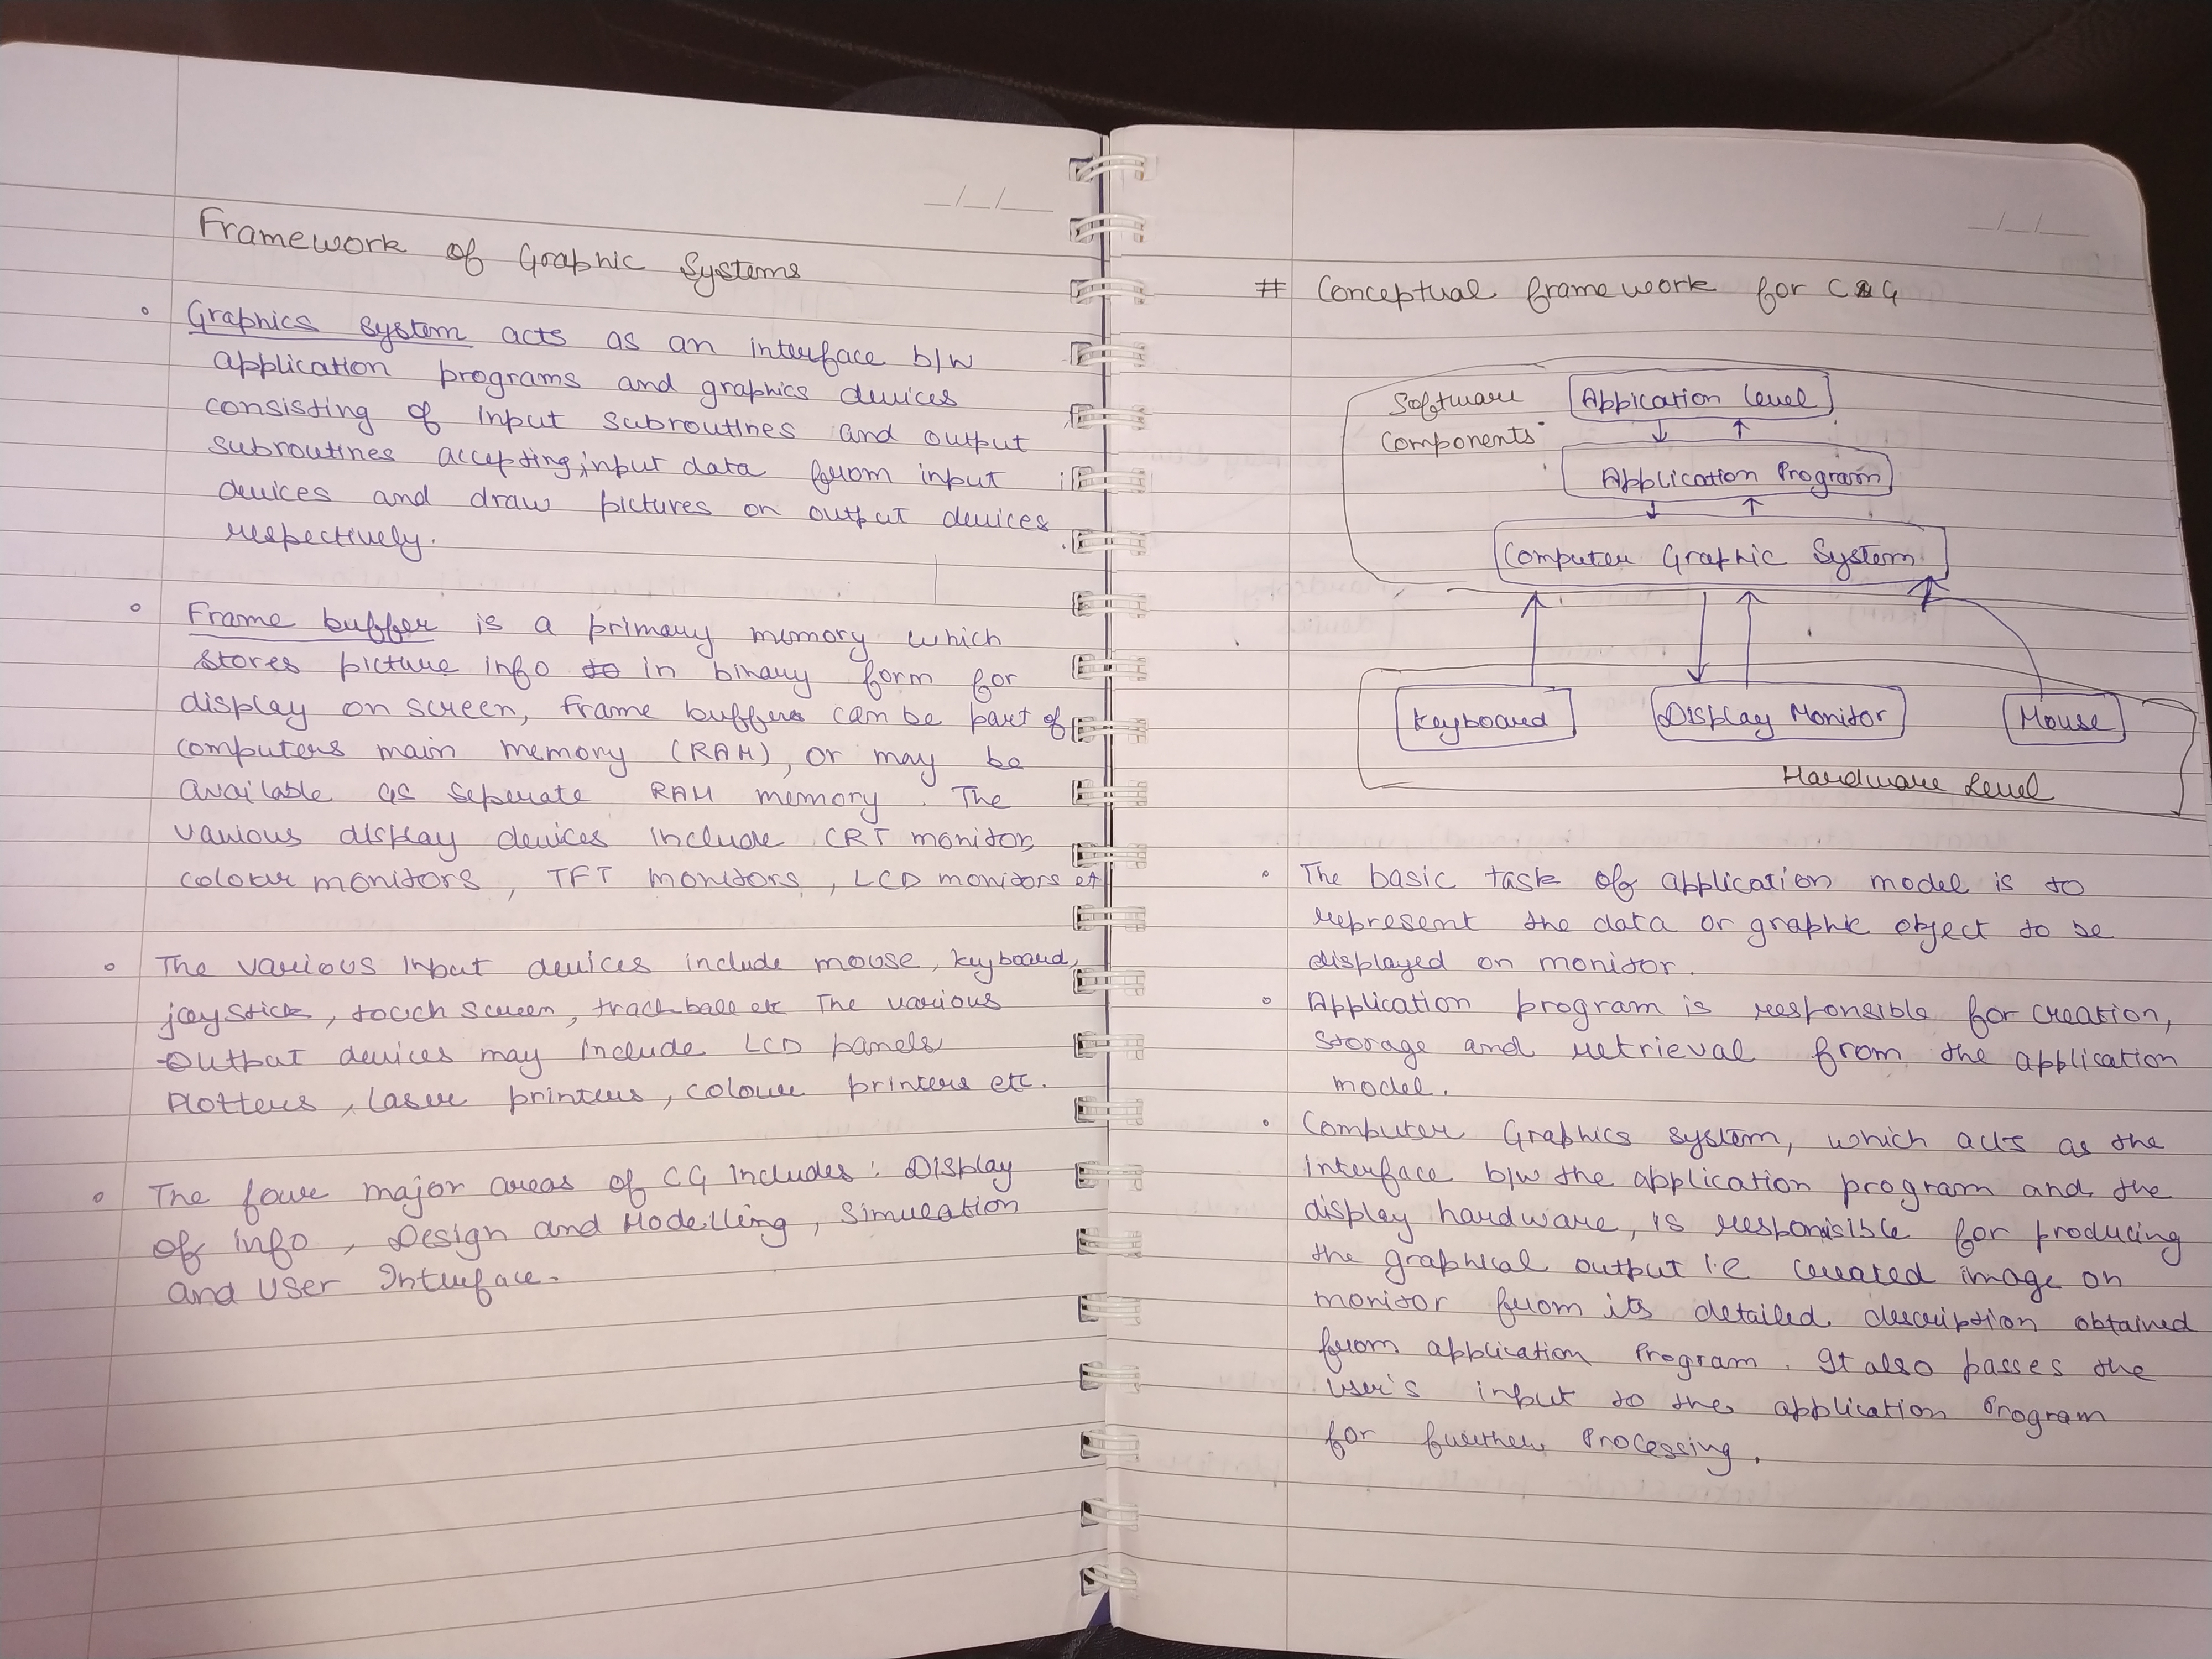 Framework of Graphic Systems
Graphics system acts as an interface b/w
application programs and graphics devices
consisting of input subroutines and output
subroutines accepting input data from input
devices and draw pictures on output devices
respectively.
Frame buffer is a primary memory which
stores picture info to in binary form for
display on screen, frame buffers can be part of
computers main memory (RAM), or may be
available as seperate RAM memory. The
various display devices include CRT monitor,
colour monitors, TFT monitors, LCD monitors et
The various input devices include mouse, keyboard,
joystick, touch screen, track ball etc The various
output devices may include LCD panels
Plotters, laser printers, colour printers etc.
The four major areas of CG includes: Display
of info, Design and Modelling, Simulation
and User Interface.
# Conceptual framework for CG
Software
Components
Appication level
Application Program
Computer Graphic System
Keyboard
Display Monitor
Mouse
Hardware Level
The basic task of application model is to
represent the data or graphic object to be
displayed on monitor.
Application program is responsible for creation,
storage and retrieval from the application
model.
Computer Graphics system, which acts as the
interface b/w the application program and the
display hardware, is responsisible for producing
the graphical output i.e created image on
monitor from its detailed description obtained
from application Program. It also passes the
user's input to the application Program
for further Processing.